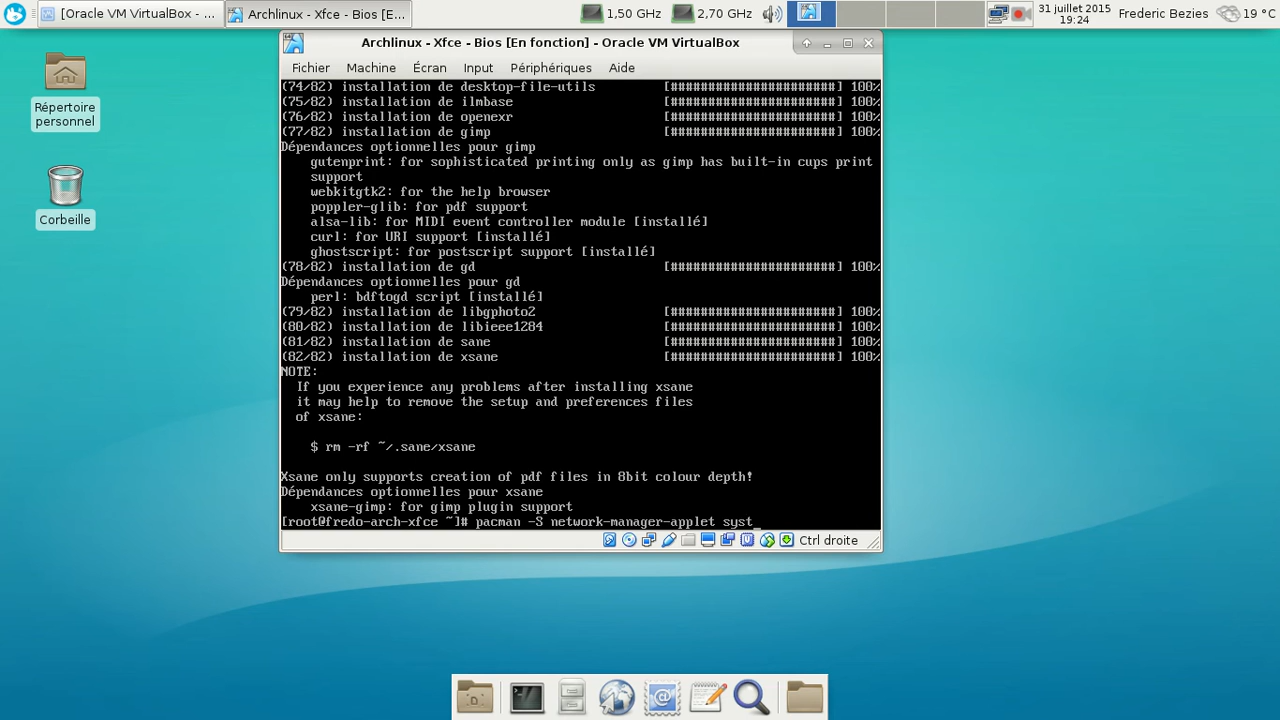 [Oracle VM VirtualBox - ...
Archlinux - Xfce - Bios [E...
1,50 GHz
2,70 GHz
31 juillet 2015
19:24
Frederic Bezies
19 °C
Répertoire
personnel
Corbeille
Archlinux - Xfce - Bios [En fonction] - Oracle VM VirtualBox
Fichier Machine Écran Input Périphériques Aide
(74/82) installation de desktop-file-utils [######################] 100%
(75/82) installation de ilmbase [######################] 100%
(76/82) installation de openexr [######################] 100%
(77/82) installation de gimp [######################] 100%
Dépendances optionnelles pour gimp
gutenprint: for sophisticated printing only as gimp has built-in cups print
support
webkitgtk2: for the help browser
poppler-glib: for pdf support
alsa-lib: for MIDI event controller module [installé]
curl: for URI support [installé]
ghostscript: for postscript support [installé]
(78/82) installation de gd [######################] 100%
Dépendances optionnelles pour gd
perl: bdftogd script [installé]
(79/82) installation de libgphoto2 [######################] 100%
(80/82) installation de libieee1284 [######################] 100%
(81/82) installation de sane [######################] 100%
(82/82) installation de xsane [######################] 100%
NOTE:
If you experience any problems after installing xsane
it may help to remove the setup and preferences files
of xsane:
$ rm -rf ~/.sane/xsane
Xsane only supports creation of pdf files in 8bit colour depth!
Dépendances optionnelles pour xsane
xsane-gimp: for gimp plugin support
[root@fredo-arch-xfce ~]# pacman -S network-manager-applet syst_
Ctrl droite